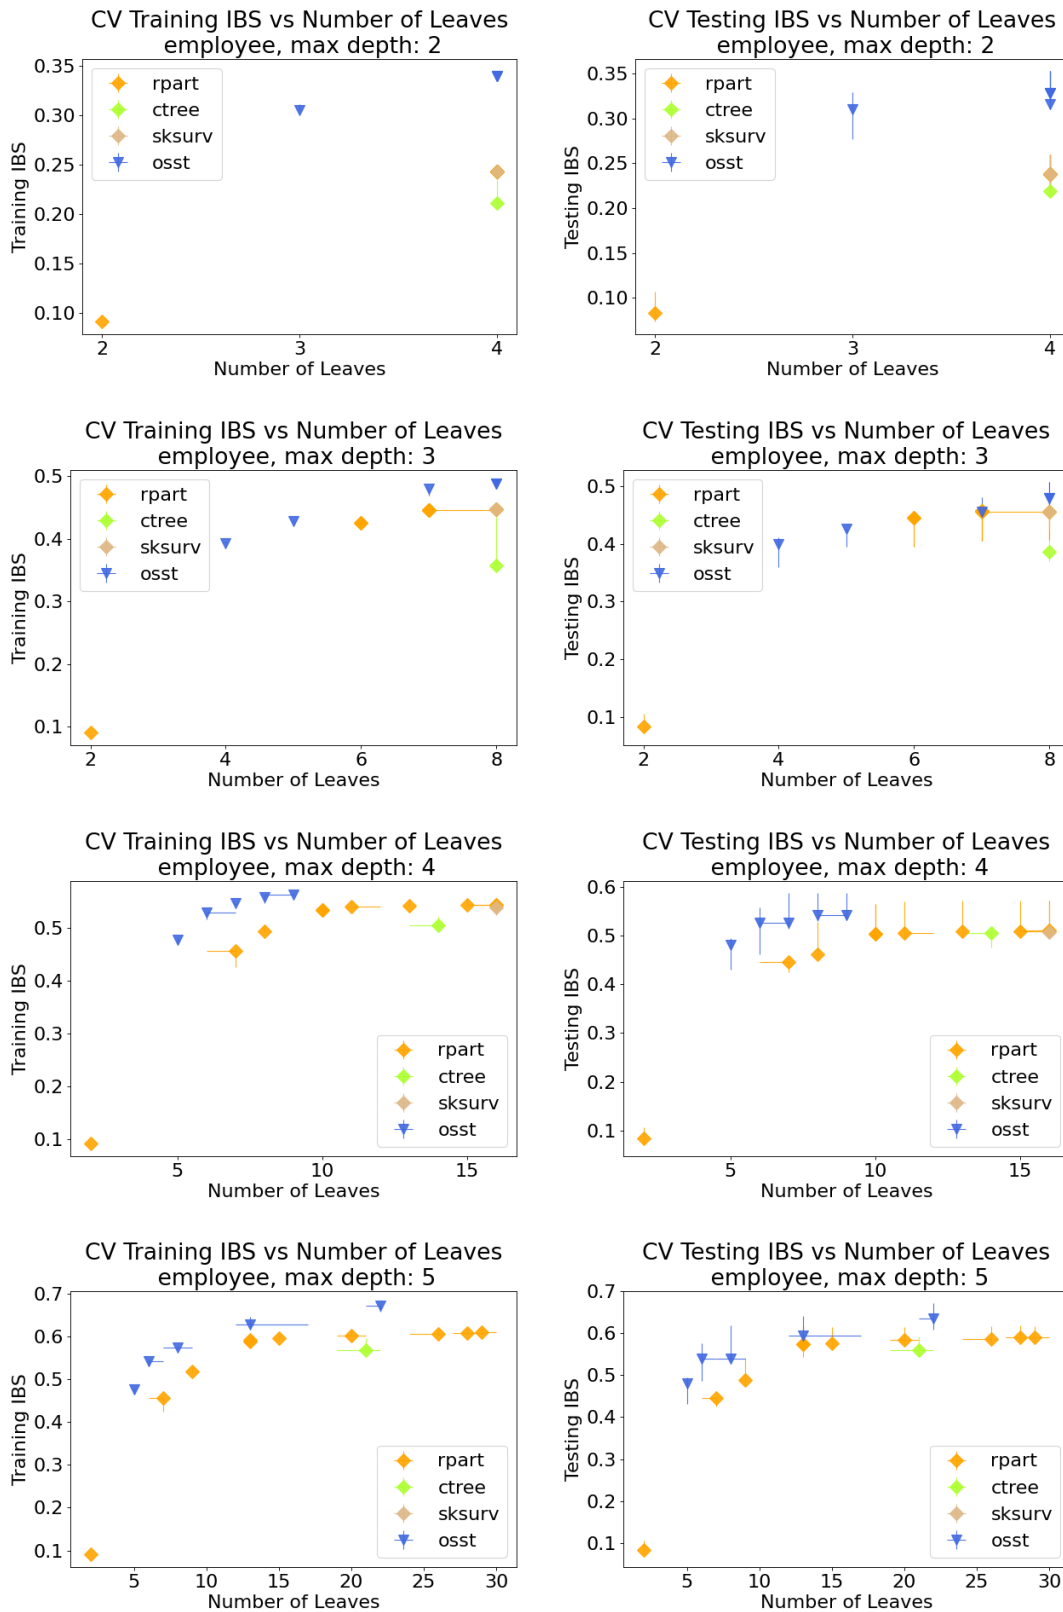 CV Training IBS vs Number of Leaves
employee, max depth: 2
0.35
0.30
0.25
0.20
0.15
0.10
Training IBS
rpart
ctree
sksurv
osst
2 3 4
Number of Leaves
CV Testing IBS vs Number of Leaves
employee, max depth: 2
0.35
0.30
0.25
0.20
0.15
0.10
Testing IBS
rpart
ctree
sksurv
osst
2 3 4
Number of Leaves
CV Training IBS vs Number of Leaves
employee, max depth: 3
0.5
0.4
0.3
0.2
0.1
Training IBS
rpart
ctree
sksurv
osst
2 4 6 8
Number of Leaves
CV Testing IBS vs Number of Leaves
employee, max depth: 3
0.5
0.4
0.3
0.2
0.1
Testing IBS
rpart
ctree
sksurv
osst
2 4 6 8
Number of Leaves
CV Training IBS vs Number of Leaves
employee, max depth: 4
0.5
0.4
0.3
0.2
0.1
Training IBS
rpart
ctree
sksurv
osst
5 10 15
Number of Leaves
CV Testing IBS vs Number of Leaves
employee, max depth: 4
0.6
0.5
0.4
0.3
0.2
0.1
Testing IBS
rpart
ctree
sksurv
osst
5 10 15
Number of Leaves
CV Training IBS vs Number of Leaves
employee, max depth: 5
0.7
0.6
0.5
0.4
0.3
0.2
0.1
Training IBS
rpart
ctree
sksurv
osst
5 10 15 20 25 30
Number of Leaves
CV Testing IBS vs Number of Leaves
employee, max depth: 5
0.7
0.6
0.5
0.4
0.3
0.2
0.1
Testing IBS
rpart
ctree
sksurv
osst
5 10 15 20 25 30
Number of Leaves